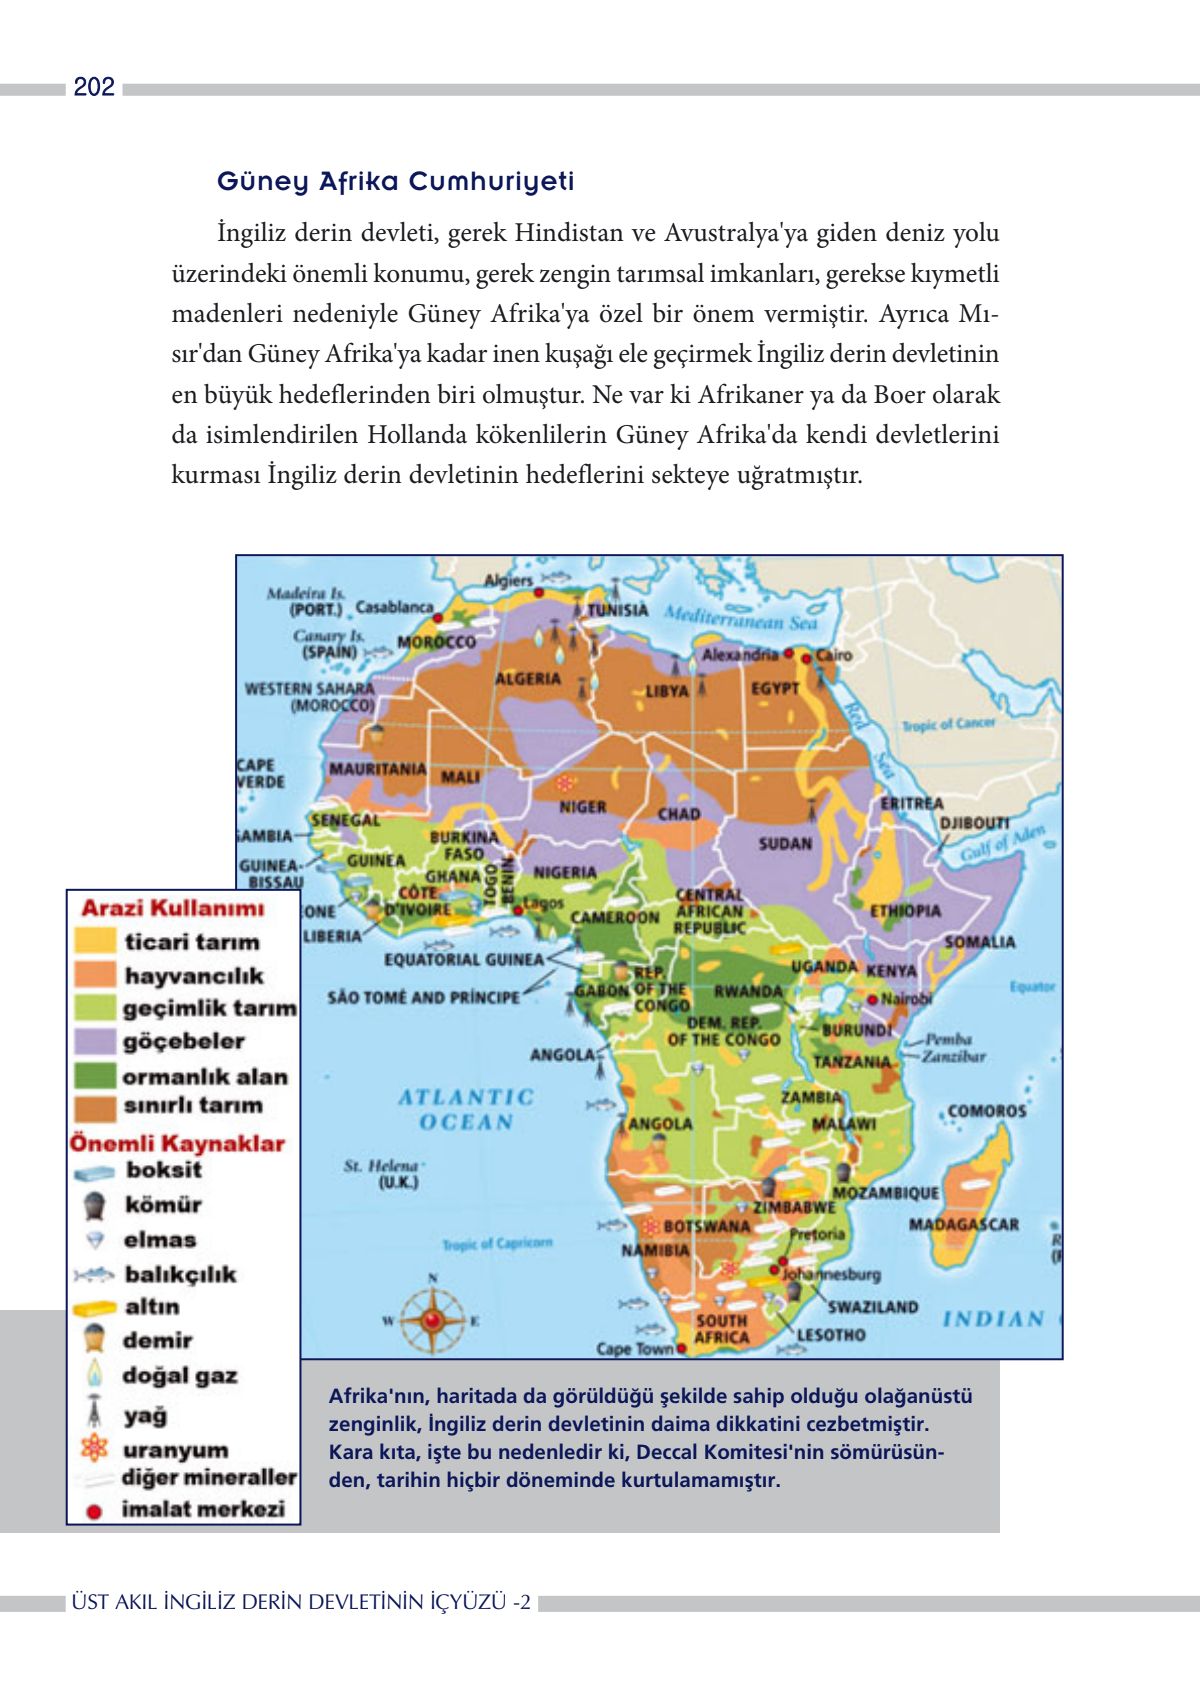 202
Güney Afrika Cumhuriyeti
İngiliz derin devleti, gerek Hindistan ve Avustralya'ya giden deniz yolu
üzerindeki önemli konumu, gerek zengin tarımsal imkanları, gerekse kıymetli
madenleri nedeniyle Güney Afrika'ya özel bir önem vermiştir. Ayrıca Mı-
sır'dan Güney Afrika'ya kadar inen kuşağı ele geçirmek İngiliz derin devletinin
en büyük hedeflerinden biri olmuştur. Ne var ki Afrikaner ya da Boer olarak
da isimlendirilen Hollanda kökenlilerin Güney Afrika'da kendi devletlerini
kurması İngiliz derin devletinin hedeflerini sekteye uğratmıştır.
Algiers
Madeira Is.
(PORT.)
Casablanca
TUNISIA
Mediterranean Sea
Canary Is.
(SPAIN)
MOROCCO
Alexandria
Cairo
WESTERN SAHARA
(MOROCCO)
ALGERIA
LIBYA
EGYPT
Red
Sea
Tropic of Cancer
CAPE
VERDE
MAURITANIA
MALI
NIGER
CHAD
SUDAN
ERITREA
DJIBOUTI
Gulf of Aden
SENEGAL
GAMBIA
GUINEA-
BISSAU
GUINEA
BURKINA
FASO
GHANA
TOGO
BENIN
NIGERIA
CÔTE
D'IVOIRE
Lagos
CAMEROON
CENTRAL
AFRICAN
REPUBLIC
ETHIOPIA
SOMALIA
ONE
LIBERIA
EQUATORIAL GUINEA
SÃO TOMÉ AND PRÍNCIPE
GABON
REP.
OF THE
CONGO
RWANDA
UGANDA
KENYA
Nairobi
Equator
DEM. REP.
OF THE CONGO
BURUNDI
Pemba
Zanzibar
TANZANIA
ANGOLA
ATLANTIC
OCEAN
ANGOLA
ZAMBIA
MALAWI
COMOROS
St. Helena
(U.K.)
MOZAMBIQUE
ZIMBABWE
MADAGASCAR
BOTSWANA
NAMIBIA
Pretoria
Tropic of Capricorn
Johannesburg
SWAZILAND
LESOTHO
SOUTH
AFRICA
Cape Town
INDIAN
N
W
E
Arazi Kullanımı
ticari tarım
hayvancılık
geçimlik tarım
göçebeler
ormanlık alan
sınırlı tarım
Önemli Kaynaklar
boksit
kömür
elmas
balıkçılık
altın
demir
doğal gaz
yağ
uranyum
diğer mineraller
imalat merkezi
Afrika'nın, haritada da görüldüğü şekilde sahip olduğu olağanüstü
zenginlik, İngiliz derin devletinin daima dikkatini cezbetmiştir.
Kara kıta, işte bu nedenledir ki, Deccal Komitesi'nin sömürüsün-
den, tarihin hiçbir döneminde kurtulamamıştır.
ÜST AKIL İNGİLİZ DERİN DEVLETİNİN İÇYÜZÜ -2